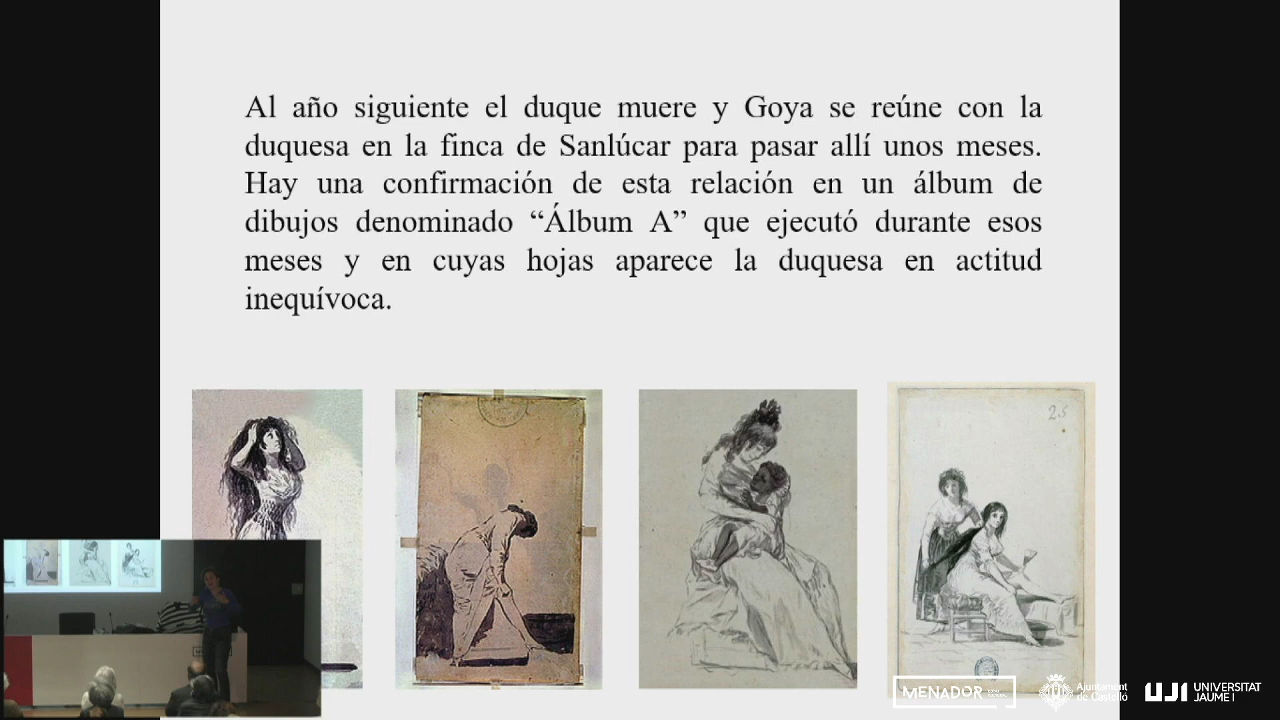 Al año siguiente el duque muere y Goya se reúne con la
duquesa en la finca de Sanlúcar para pasar allí unos meses.
Hay una confirmación de esta relación en un álbum de
dibujos denominado “Álbum A” que ejecutó durante esos
meses y en cuyas hojas aparece la duquesa en actitud
inequívoca.
25
MENADOR
Ajuntament
de Castelló
UJI UNIVERSITAT
JAUME I